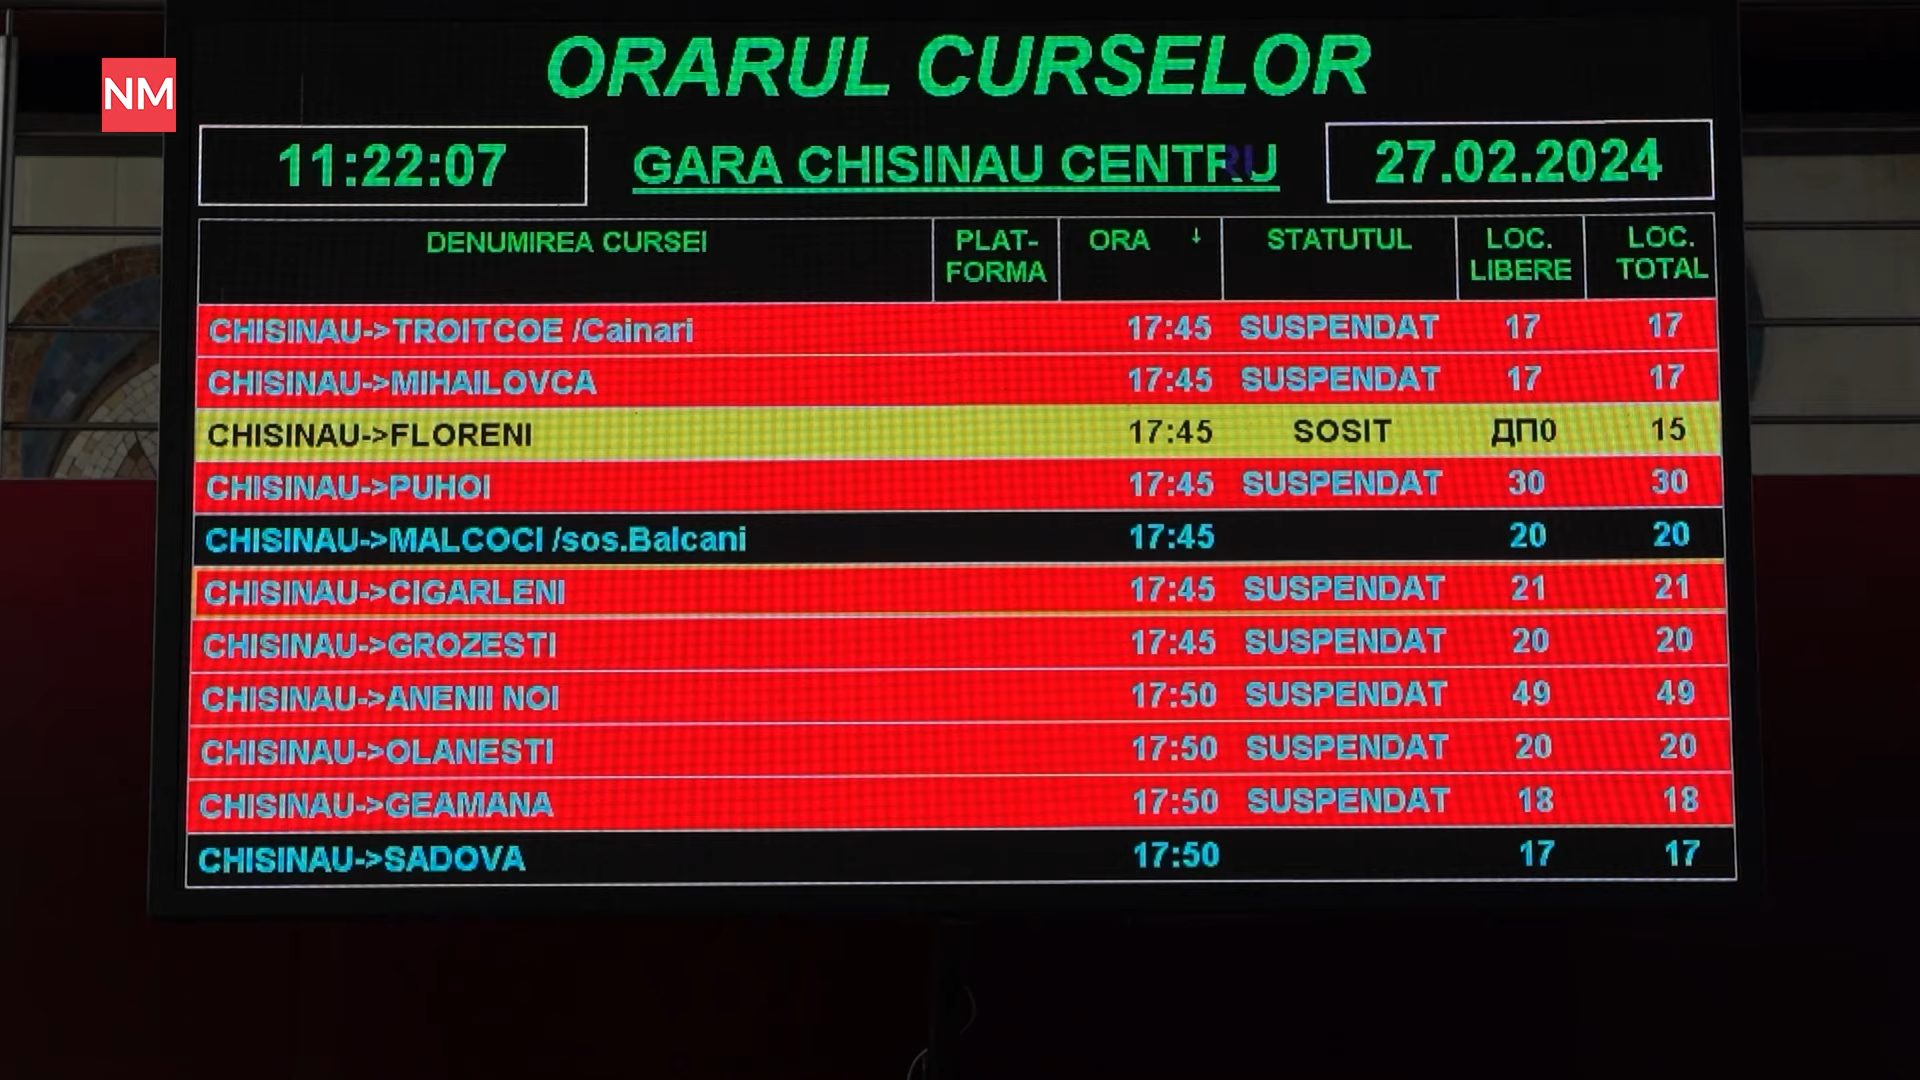 NM
ORARUL CURSELOR
11:22:07 GARA CHISINAU CENTRU 27.02.2024
DENUMIREA CURSEI PLAT-FORMA ORA ↓ STATUTUL LOC. LIBERE LOC. TOTAL
CHISINAU->TROITCOE /Cainari 17:45 SUSPENDAT 17 17
CHISINAU->MIHAILOVCA 17:45 SUSPENDAT 17 17
CHISINAU->FLORENI 17:45 SOSIT ДП0 15
CHISINAU->PUHOI 17:45 SUSPENDAT 30 30
CHISINAU->MALCOCI /sos.Balcani 17:45 20 20
CHISINAU->CIGARLENI 17:45 SUSPENDAT 21 21
CHISINAU->GROZESTI 17:45 SUSPENDAT 20 20
CHISINAU->ANENII NOI 17:50 SUSPENDAT 49 49
CHISINAU->OLANESTI 17:50 SUSPENDAT 20 20
CHISINAU->GEAMANA 17:50 SUSPENDAT 18 18
CHISINAU->SADOVA 17:50 17 17